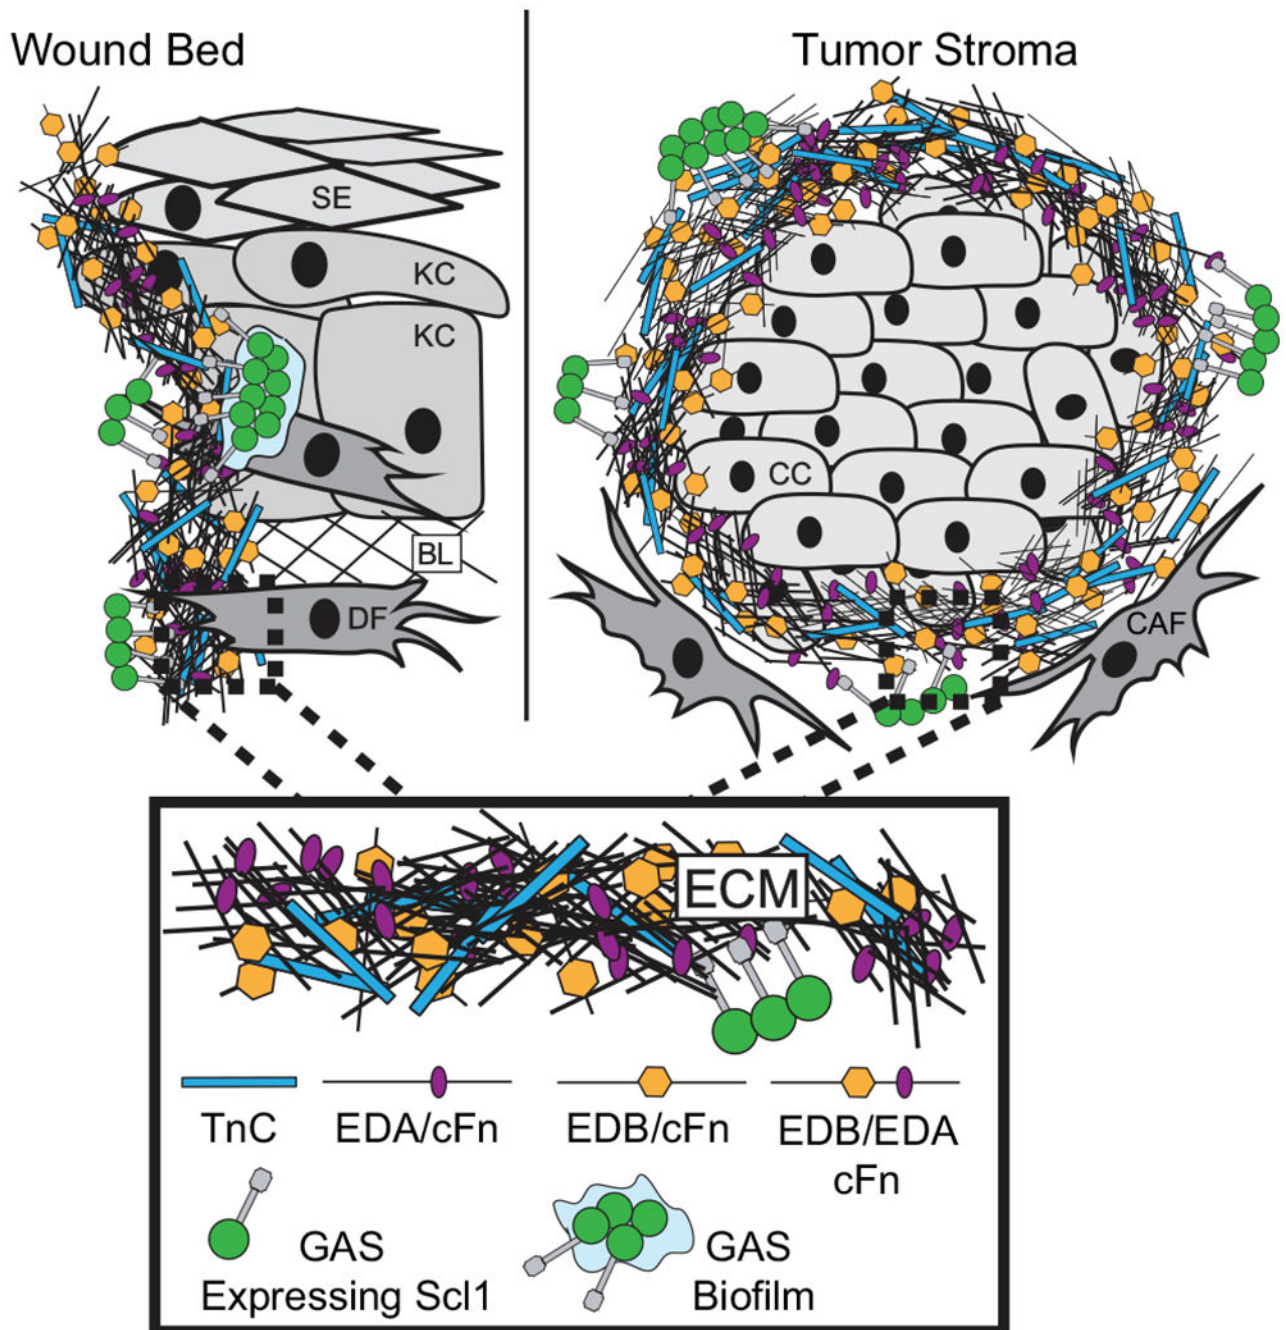 Wound Bed
Tumor Stroma
SE
KC
KC
BL
DF
CC
CAF
ECM
TnC
EDA/cFn
EDB/cFn
EDB/EDA
cFn
GAS
Expressing Scl1
GAS
Biofilm